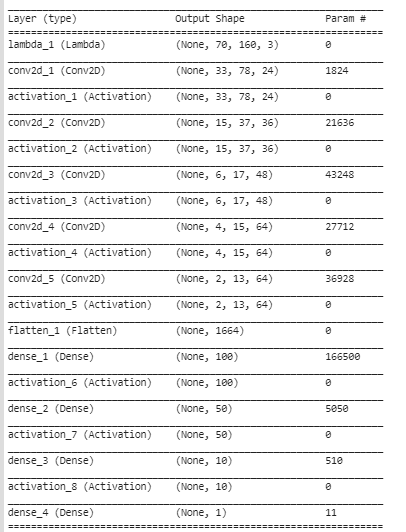 Layer (type) Output Shape Param #
lambda_1 (Lambda) (None, 70, 160, 3) 0
conv2d_1 (Conv2D) (None, 33, 78, 24) 1824
activation_1 (Activation) (None, 33, 78, 24) 0
conv2d_2 (Conv2D) (None, 15, 37, 36) 21636
activation_2 (Activation) (None, 15, 37, 36) 0
conv2d_3 (Conv2D) (None, 6, 17, 48) 43248
activation_3 (Activation) (None, 6, 17, 48) 0
conv2d_4 (Conv2D) (None, 4, 15, 64) 27712
activation_4 (Activation) (None, 4, 15, 64) 0
conv2d_5 (Conv2D) (None, 2, 13, 64) 36928
activation_5 (Activation) (None, 2, 13, 64) 0
flatten_1 (Flatten) (None, 1664) 0
dense_1 (Dense) (None, 100) 166500
activation_6 (Activation) (None, 100) 0
dense_2 (Dense) (None, 50) 5050
activation_7 (Activation) (None, 50) 0
dense_3 (Dense) (None, 10) 510
activation_8 (Activation) (None, 10) 0
dense_4 (Dense) (None, 1) 11